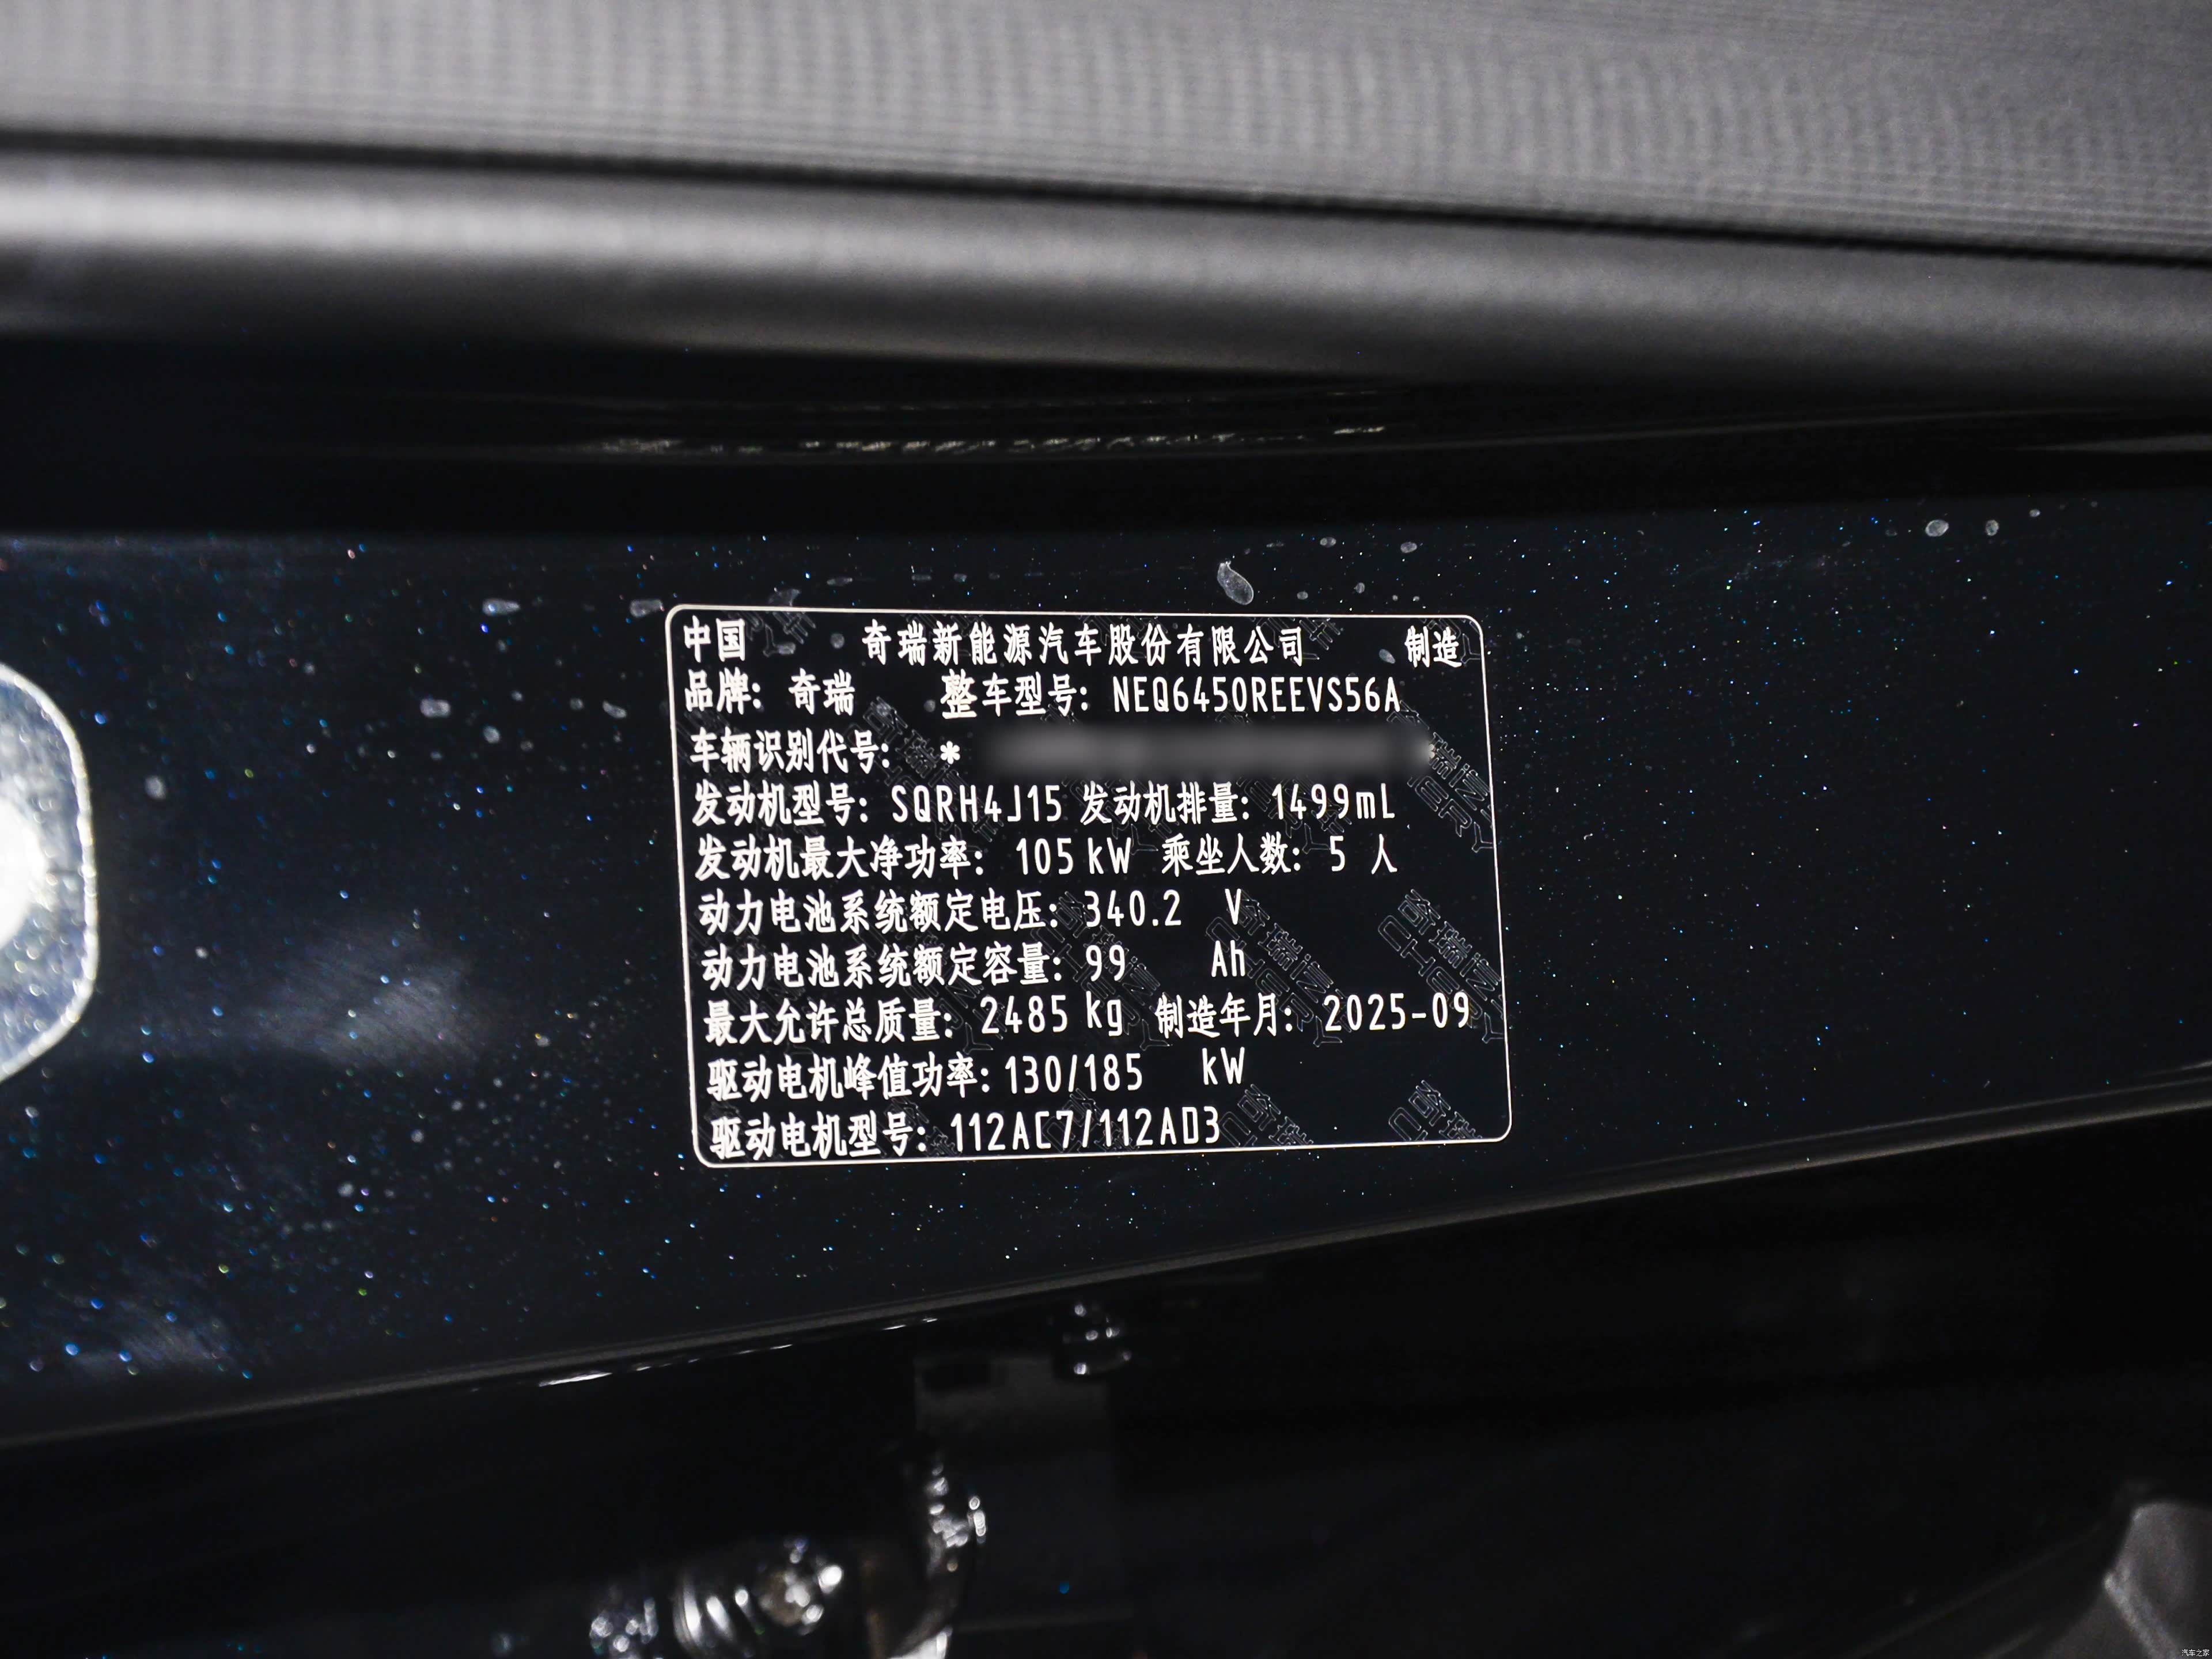 中国 奇瑞新能源汽车股份有限公司 制造
品牌: 奇瑞 整车型号: NEQ6450REEVS56A
车辆识别代号: *
发动机型号: SQRH4J15 发动机排量: 1499mL
发动机最大净功率: 105 kW 乘坐人数: 5 人
动力电池系统额定电压: 340.2 V
动力电池系统额定容量: 99 Ah
最大允许总质量: 2485 kg 制造年月: 2025-09
驱动电机峰值功率: 130/185 kW
驱动电机型号: 112AC7/112AD3
汽车之家